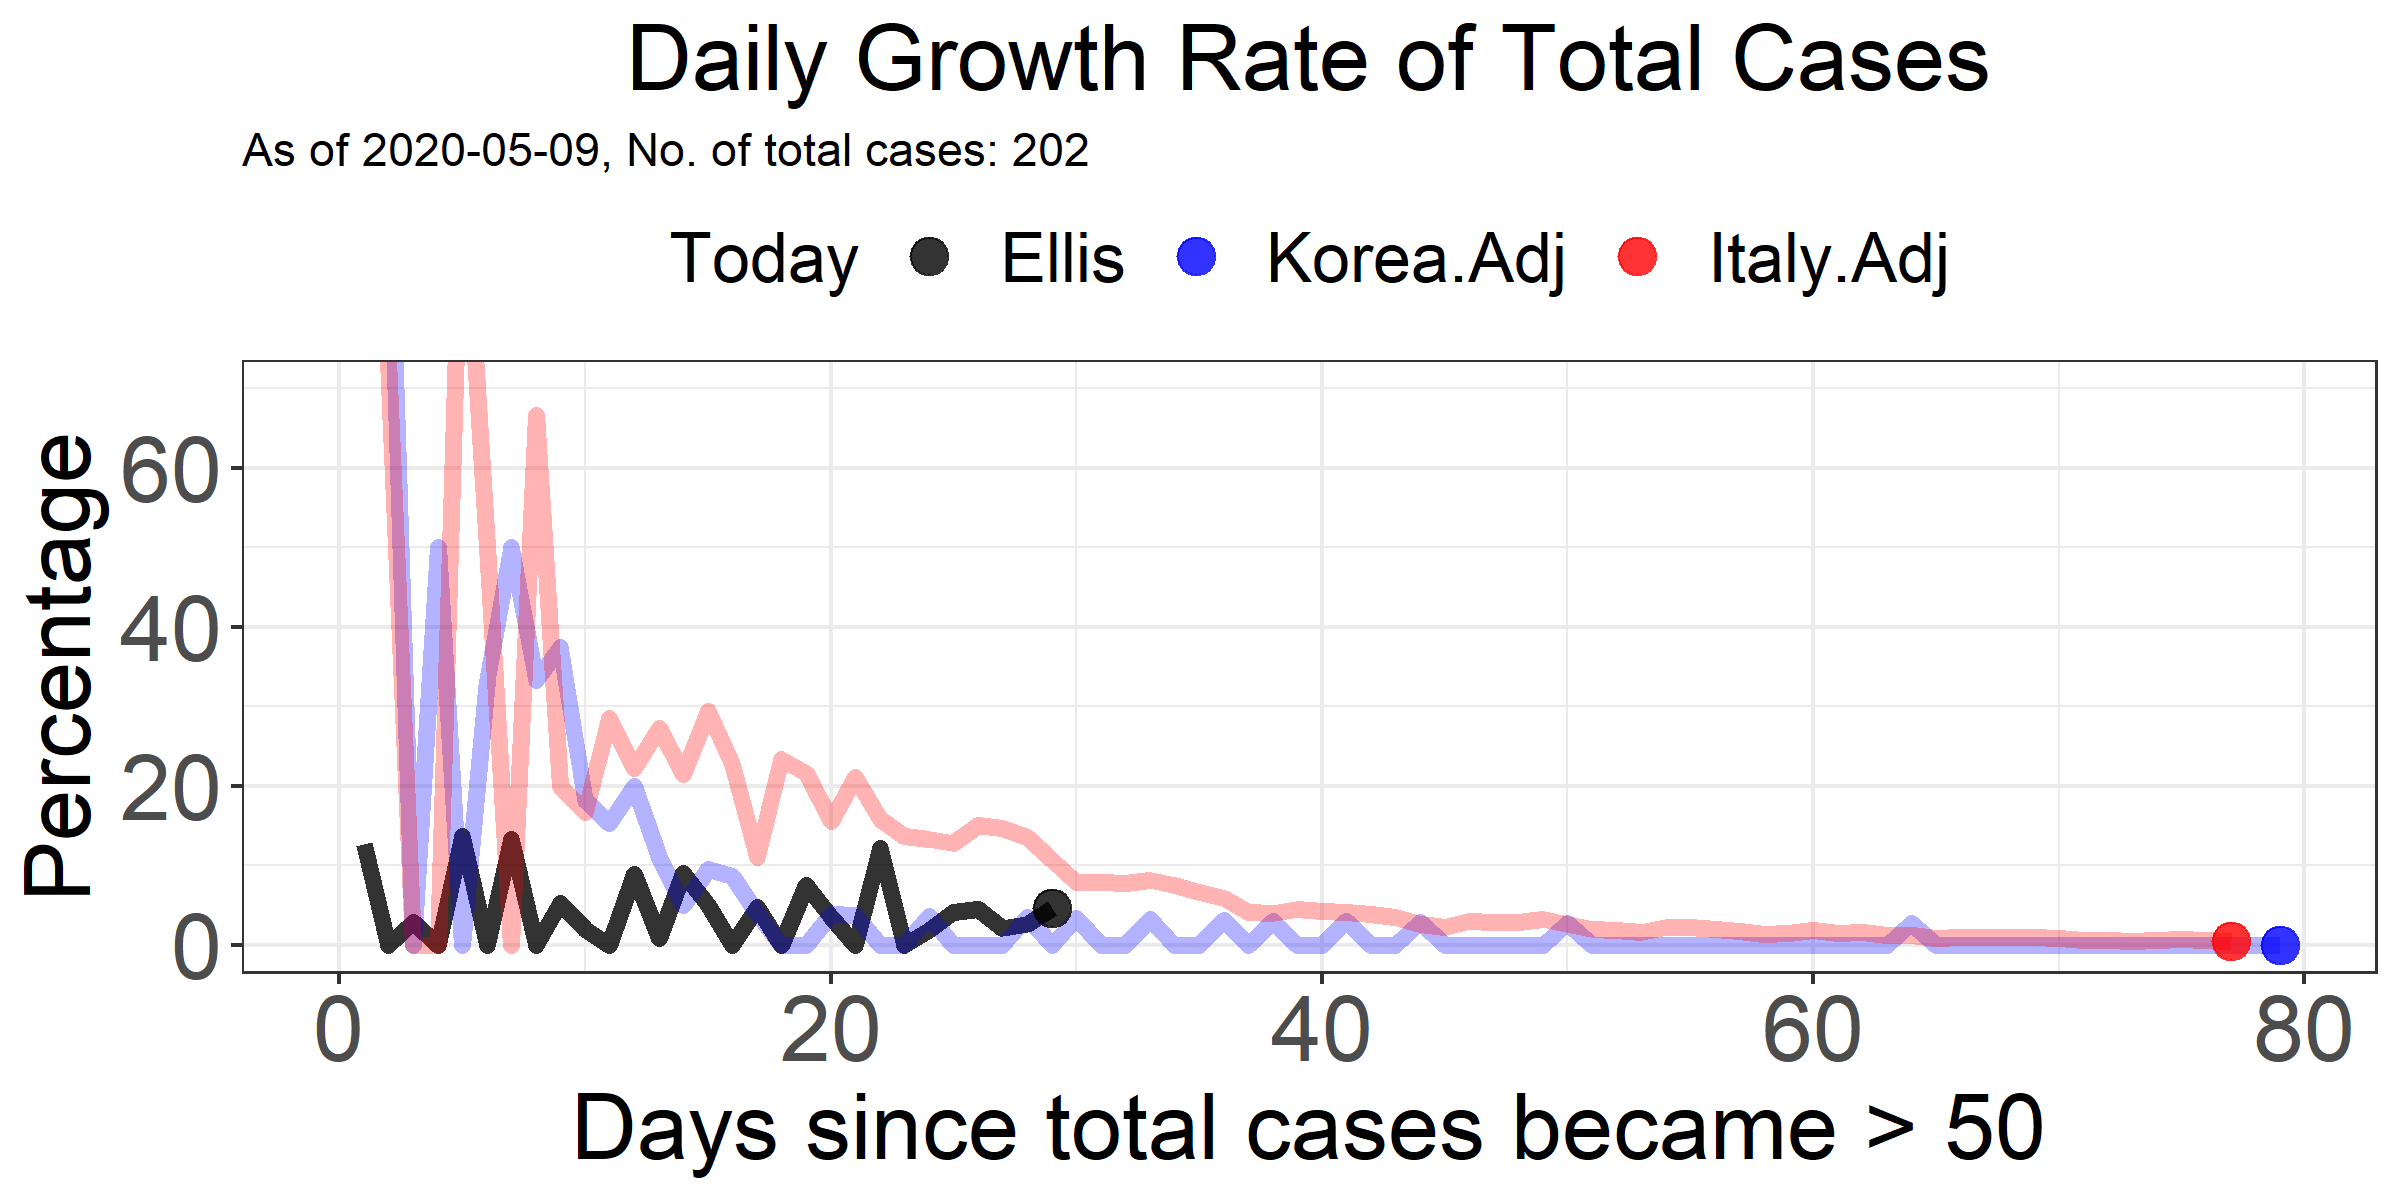 Daily Growth Rate of Total Cases
As of 2020-05-09, No. of total cases: 202
Today Ellis Korea.Adj Italy.Adj
Percentage
60
40
20
0
0 20 40 60 80
Days since total cases became > 50